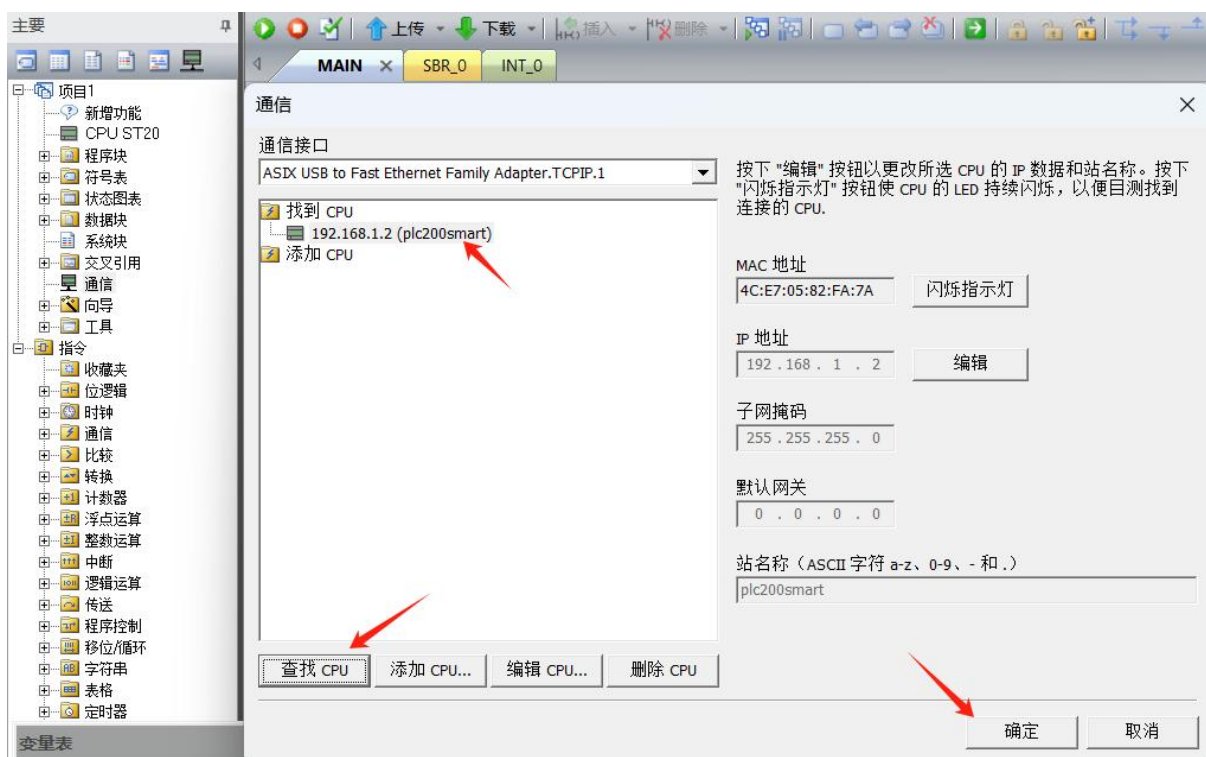 主要
上传
下载
插入
删除
MAIN
SBR_0
INT_0
项目1
新增功能
CPU ST20
程序块
符号表
状态图表
数据块
系统块
交叉引用
通信
向导
工具
指令
收藏夹
位逻辑
时钟
通信
比较
转换
计数器
浮点运算
整数运算
中断
逻辑运算
传送
程序控制
移位/循环
字符串
表格
定时器
变量表
通信
通信接口
ASIX USB to Fast Ethernet Family Adapter.TCPIP.1
找到 CPU
192.168.1.2 (plc200smart)
添加 CPU
查找 CPU
添加 CPU...
编辑 CPU...
删除 CPU
按下 "编辑" 按钮以更改所选 CPU 的 IP 数据和站名称。按下
"闪烁指示灯" 按钮使 CPU 的 LED 持续闪烁，以便目测找到
连接的 CPU.
MAC 地址
4C:E7:05:82:FA:7A
闪烁指示灯
IP 地址
192 . 168 . 1 . 2
编辑
子网掩码
255 . 255 . 255 . 0
默认网关
0 . 0 . 0 . 0
站名称（ASCII 字符 a-z、0-9、- 和 .）
plc200smart
确定
取消